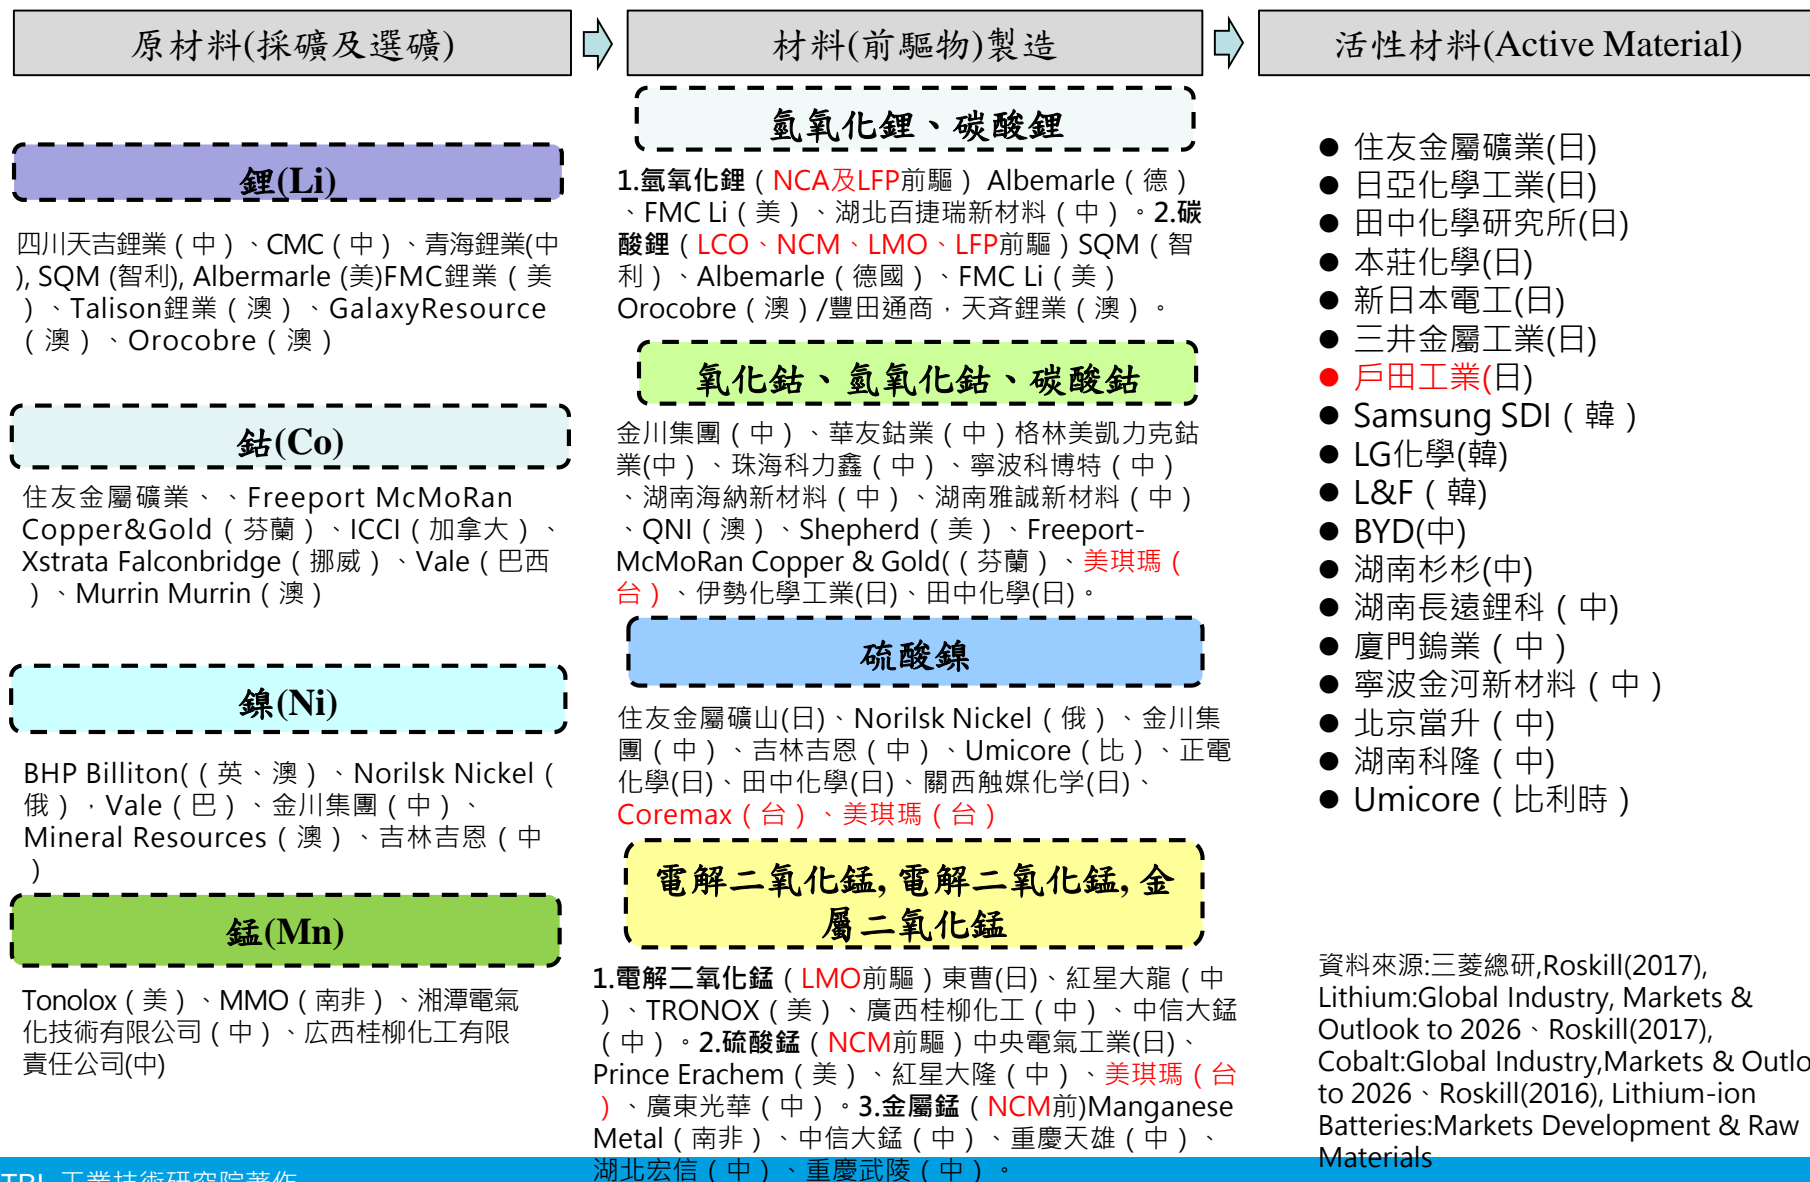 原材料(採礦及選礦)
材料(前驅物)製造
活性材料(Active Material)
鋰(Li)
四川天吉鋰業（中）、CMC（中）、青海鋰業(中
), SQM (智利), Albermarle (美)FMC鋰業（美
）、Talison鋰業（澳）、GalaxyResource
（澳）、Orocobre（澳）
鈷(Co)
住友金屬礦業、、Freeport McMoRan
Copper&Gold（芬蘭）、ICCI（加拿大）、
Xstrata Falconbridge（挪威）、Vale（巴西
）、Murrin Murrin（澳）
鎳(Ni)
BHP Billiton(（英、澳）、Norilsk Nickel（
俄），Vale（巴）、金川集團（中）、
Mineral Resources（澳）、吉林吉恩（中
）
錳(Mn)
Tonolox（美）、MMO（南非）、湘潭電氣
化技術有限公司（中）、広西桂柳化工有限
責任公司(中)
氫氧化鋰、碳酸鋰
1.氫氧化鋰（NCA及LFP前驅） Albemarle（德）
、FMC Li（美）、湖北百捷瑞新材料（中）。2.碳
酸鋰（LCO、NCM、LMO、LFP前驅）SQM（智
利）、Albemarle（德國）、FMC Li（美）
Orocobre（澳）/豐田通商，天斉鋰業（澳）。
氧化鈷、氫氧化鈷、碳酸鈷
金川集團（中）、華友鈷業（中）格林美凱力克鈷
業(中）、珠海科力鑫（中）、寧波科博特（中）
、湖南海納新材料（中）、湖南雅誠新材料（中）
、QNI（澳）、Shepherd（美）、Freeport-
McMoRan Copper & Gold(（芬蘭）、美琪瑪（
台）、伊勢化學工業(日)、田中化學(日)。
硫酸鎳
住友金屬礦山(日)、Norilsk Nickel（俄）、金川集
團（中）、吉林吉恩（中）、Umicore（比）、正電
化學(日)、田中化學(日)、關西触媒化学(日)、
Coremax（台）、美琪瑪（台）
電解二氧化錳, 電解二氧化錳, 金
屬二氧化錳
1.電解二氧化錳（LMO前驅）東曹(日)、紅星大龍（中
）、TRONOX（美）、廣西桂柳化工（中）、中信大錳
（中）。2.硫酸錳（NCM前驅）中央電氣工業(日)、
Prince Erachem（美）、紅星大隆（中）、美琪瑪（台
）、廣東光華（中）。3.金屬錳（NCM前)Manganese
Metal（南非）、中信大錳（中）、重慶天雄（中）、
湖北宏信（中）、重慶武陵（中）。
● 住友金屬礦業(日)
● 日亞化學工業(日)
● 田中化學研究所(日)
● 本莊化學(日)
● 新日本電工(日)
● 三井金屬工業(日)
● 戶田工業(日)
● Samsung SDI（韓）
● LG化學(韓)
● L&F（韓)
● BYD(中)
● 湖南杉杉(中)
● 湖南長遠鋰科（中)
● 廈門鎢業（中）
● 寧波金河新材料（中）
● 北京當升（中)
● 湖南科隆（中)
● Umicore（比利時）
資料來源:三菱總研,Roskill(2017),
Lithium:Global Industry, Markets &
Outlook to 2026、Roskill(2017),
Cobalt:Global Industry,Markets & Outlo
to 2026、Roskill(2016), Lithium-ion
Batteries:Markets Development & Raw
Materials
TRI 工業技術研究院著作